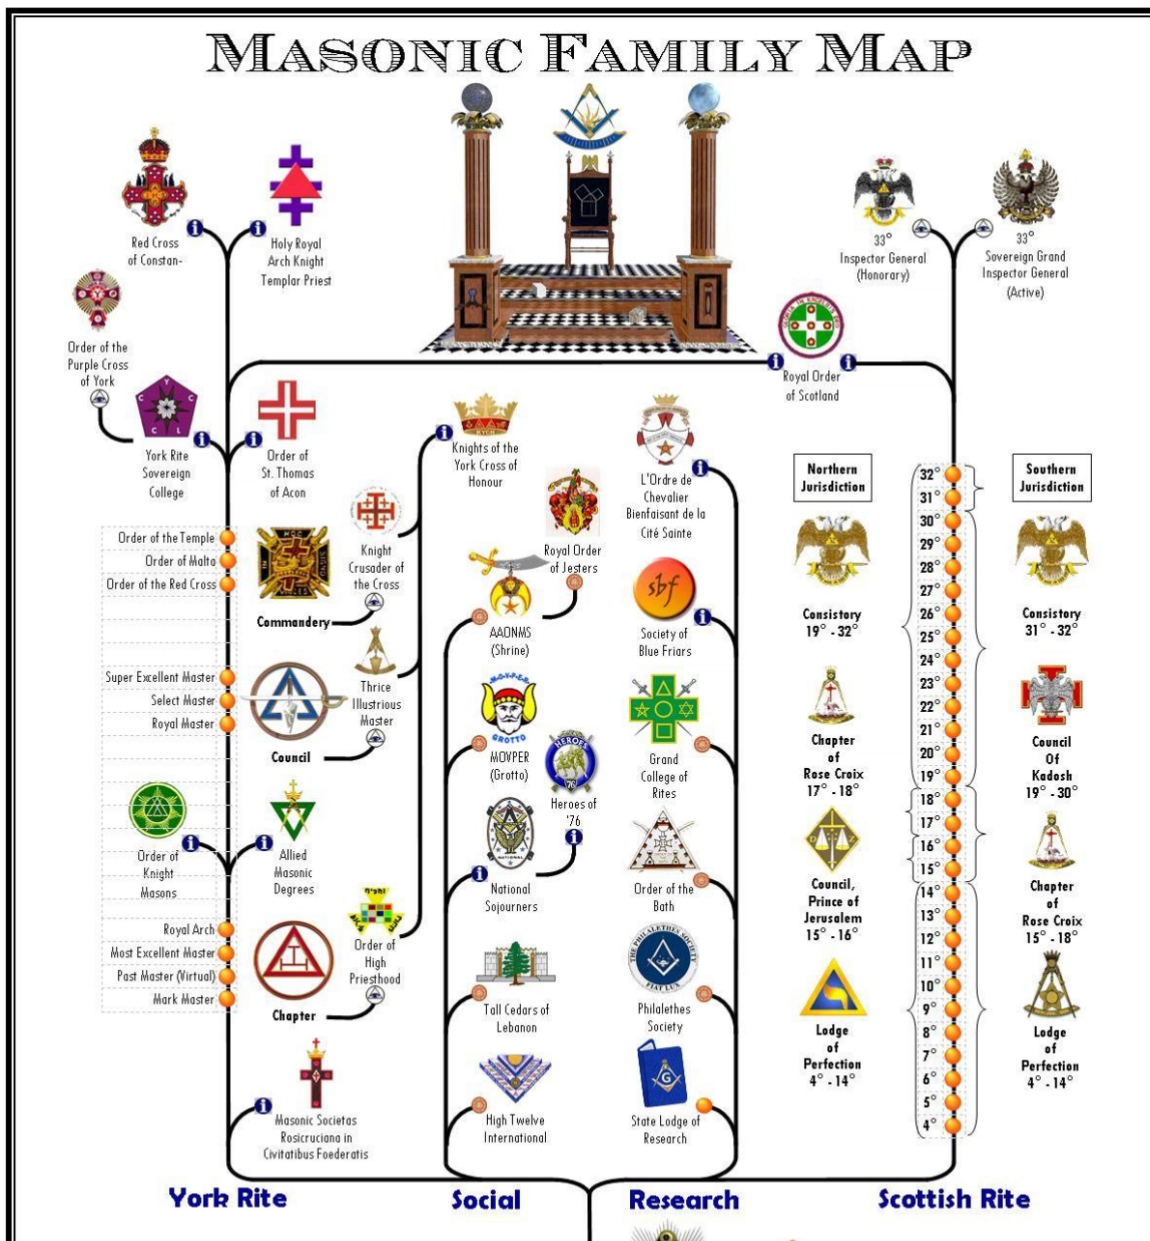 MASONIC FAMILY MAP
Red Cross
of Constan-
Holy Royal
Arch Knight
Templar Priest
33°
Inspector General
(Honorary)
33°
Sovereign Grand
Inspector General
(Active)
Order of the
Purple Cross
of York
Royal Order
of Scotland
York Rite
Sovereign
College
Order of
St. Thomas
of Acon
Knights of the
York Cross of
Honour
L'Ordre de
Chevalier
Bienfaisant de la
Cité Sainte
Northern
Jurisdiction
Southern
Jurisdiction
Order of the Temple
Order of Malta
Order of the Red Cross
Commandery
Knight
Crusader of
the Cross
Royal Order
of Jesters
AAONMS
(Shrine)
sbf
Society of
Blue Friars
Consistory
19° - 32°
Consistory
31° - 32°
Super Excellent Master
Select Master
Royal Master
Council
Thrice
Illustrious
Master
MOVPER
GROTTO
MOVPER
(Grotto)
HEROES
76
Heroes of
'76
Grand
College of
Rites
Chapter
of
Rose Croix
17° - 18°
Council
Of
Kadosh
19° - 30°
Order of
Knight
Masons
Allied
Masonic
Degrees
NATIONAL
National
Sojourners
Order of the
Bath
Council,
Prince of
Jerusalem
15° - 16°
Chapter
of
Rose Croix
15° - 18°
Royal Arch
Most Excellent Master
Past Master (Virtual)
Mark Master
Chapter
Order of
High
Priesthood
Tall Cedars of
Lebanon
THE PHILALETHES SOCIETY
FIAT LUX
Philalethes
Society
Lodge
of
Perfection
4° - 14°
Lodge
of
Perfection
4° - 14°
Masonic Societas
Rosicruciana in
Civitatibus Foederatis
High Twelve
International
G
State Lodge of
Research
32°
31°
30°
29°
28°
27°
26°
25°
24°
23°
22°
21°
20°
19°
18°
17°
16°
15°
14°
13°
12°
11°
10°
9°
8°
7°
6°
5°
4°
York Rite
Social
Research
Scottish Rite